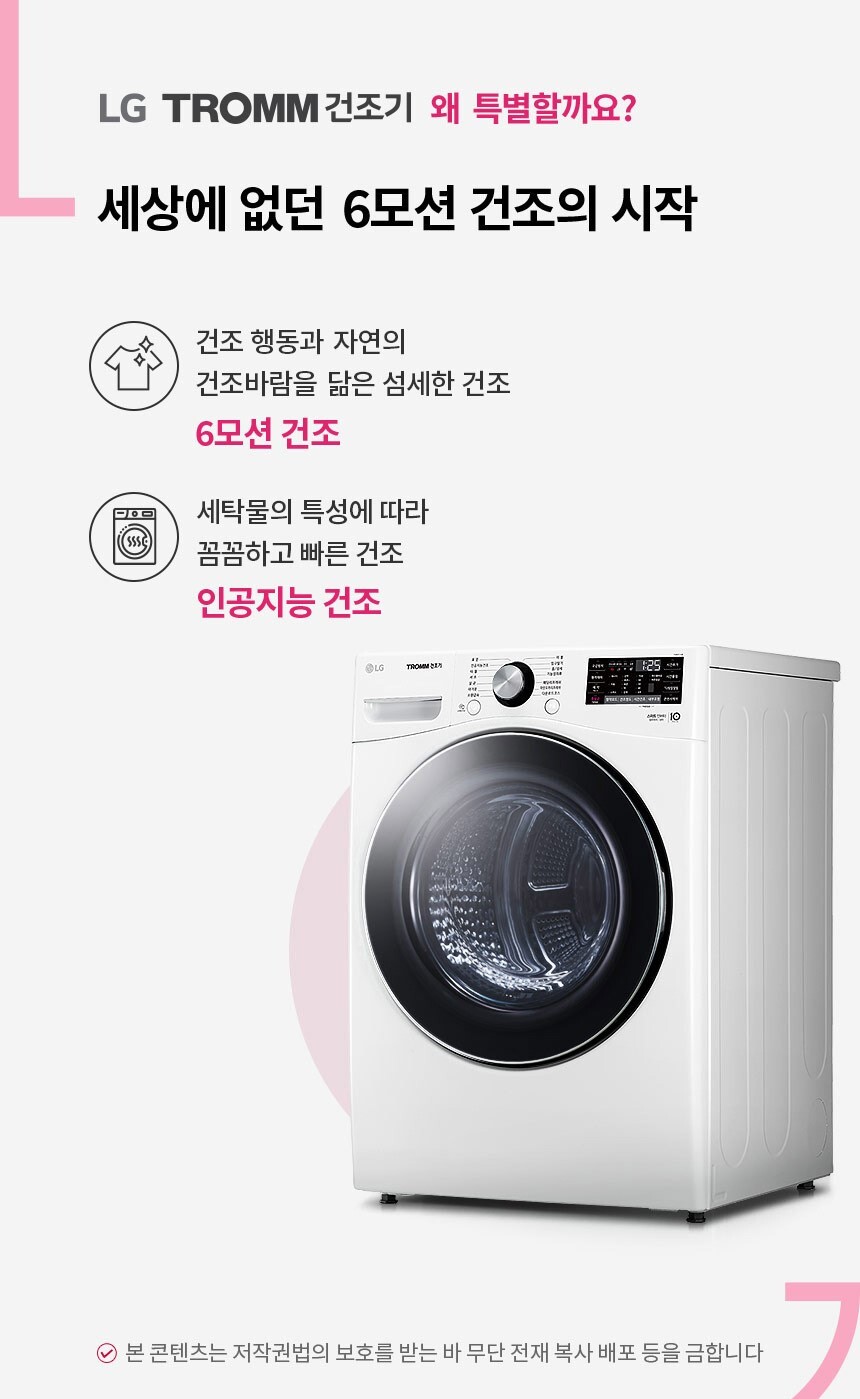 LG TROMM 건조기 왜 특별할까요?
세상에 없던 6모션 건조의 시작
건조 행동과 자연의
건조바람을 닮은 섬세한 건조
6모션 건조
세탁물의 특성에 따라
꼼꼼하고 빠른 건조
인공지능 건조
LG TROMM 건조기
1:25
본 콘텐츠는 저작권법의 보호를 받는 바 무단 전재 복사 배포 등을 금합니다